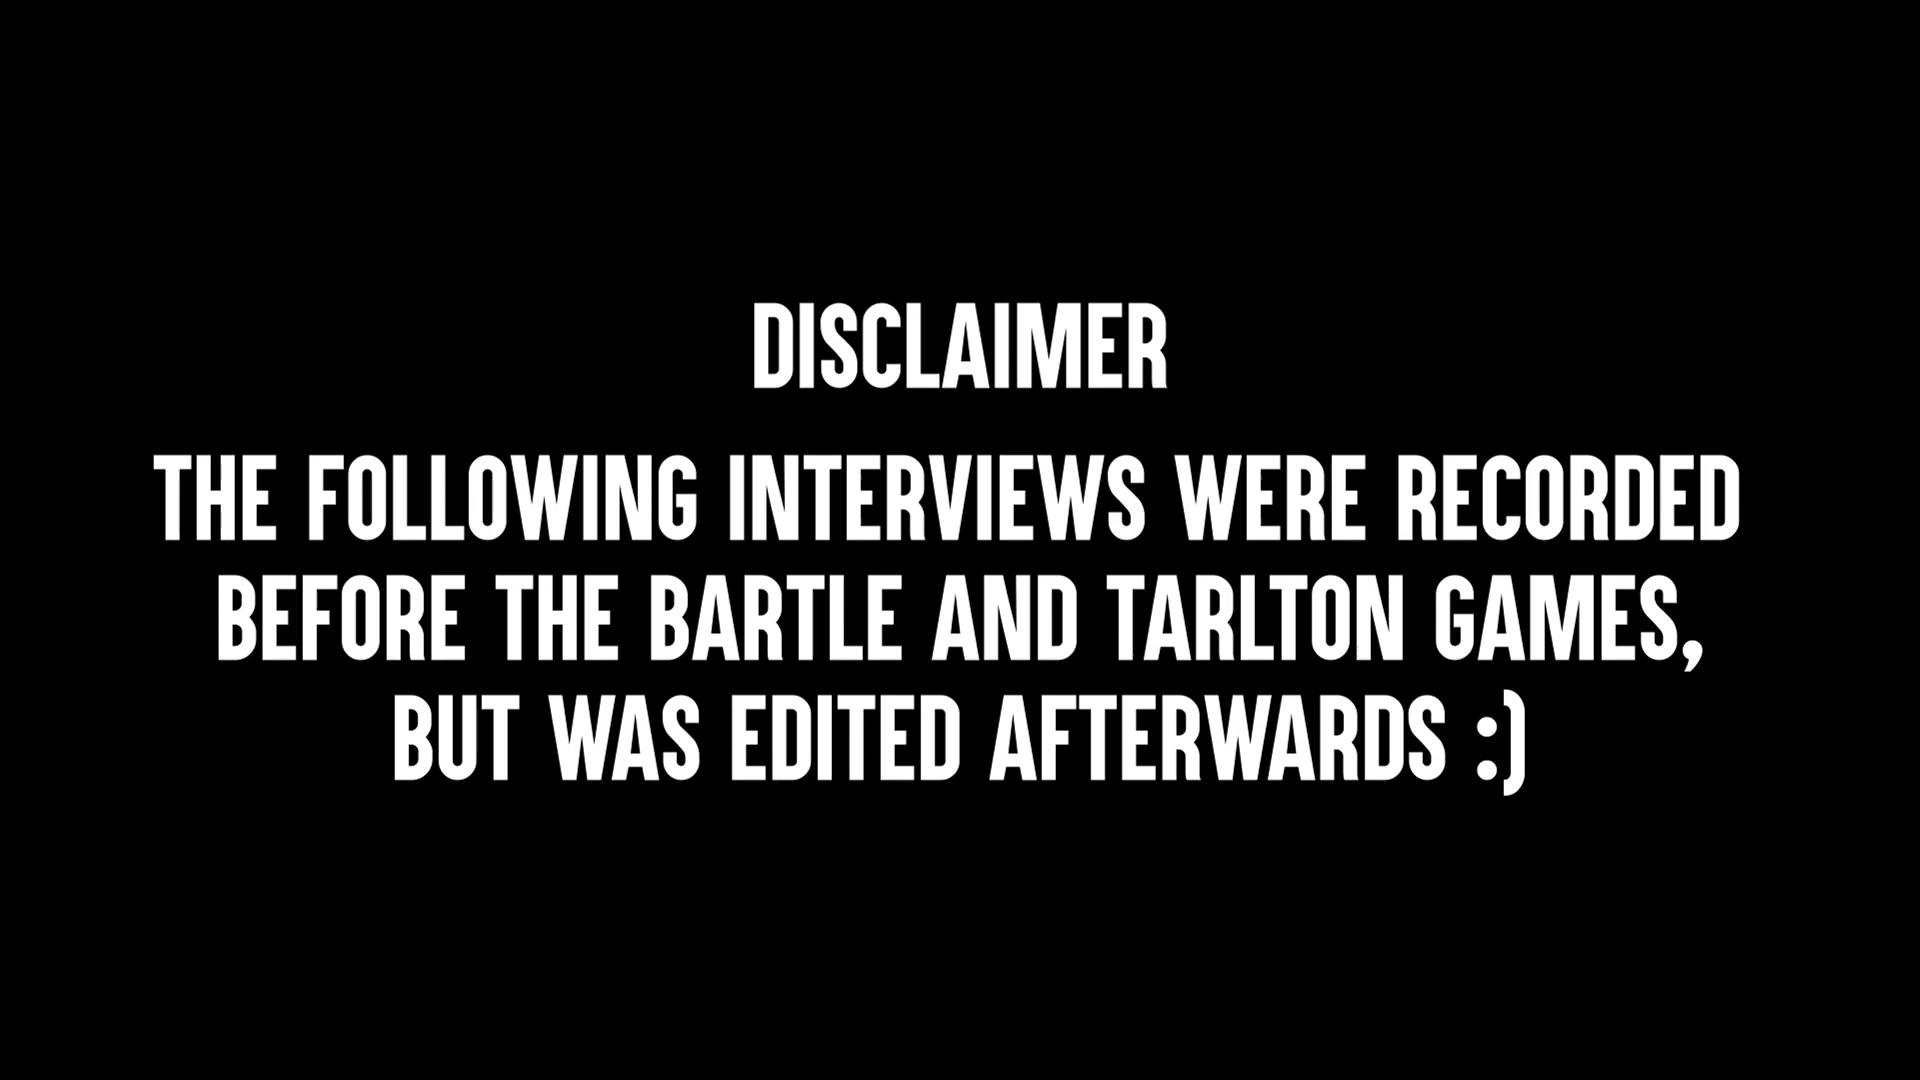 DISCLAIMER
THE FOLLOWING INTERVIEWS WERE RECORDED
BEFORE THE BARTLE AND TARLTON GAMES,
BUT WAS EDITED AFTERWARDS :)